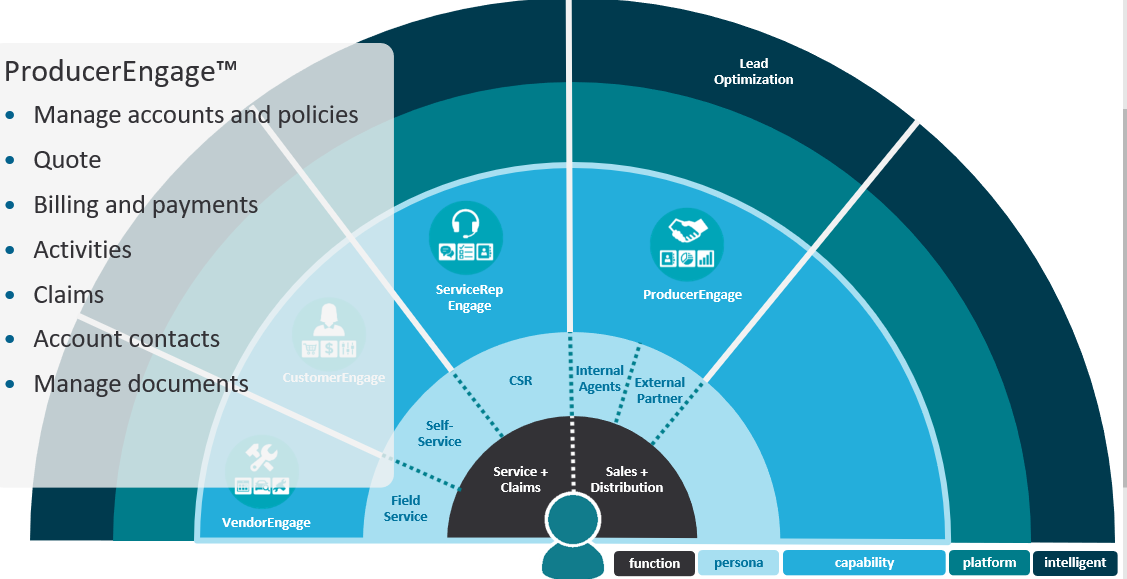 ProducerEngage™
• Manage accounts and policies
• Quote
• Billing and payments
• Activities
• Claims
• Account contacts
• Manage documents
Lead
Optimization
ServiceRep
Engage
ProducerEngage
CustomerEngage
VendorEngage
CSR
Internal
Agents
External
Partner
Self-
Service
Field
Service
Service +
Claims
Sales +
Distribution
function
persona
capability
platform
intelligent